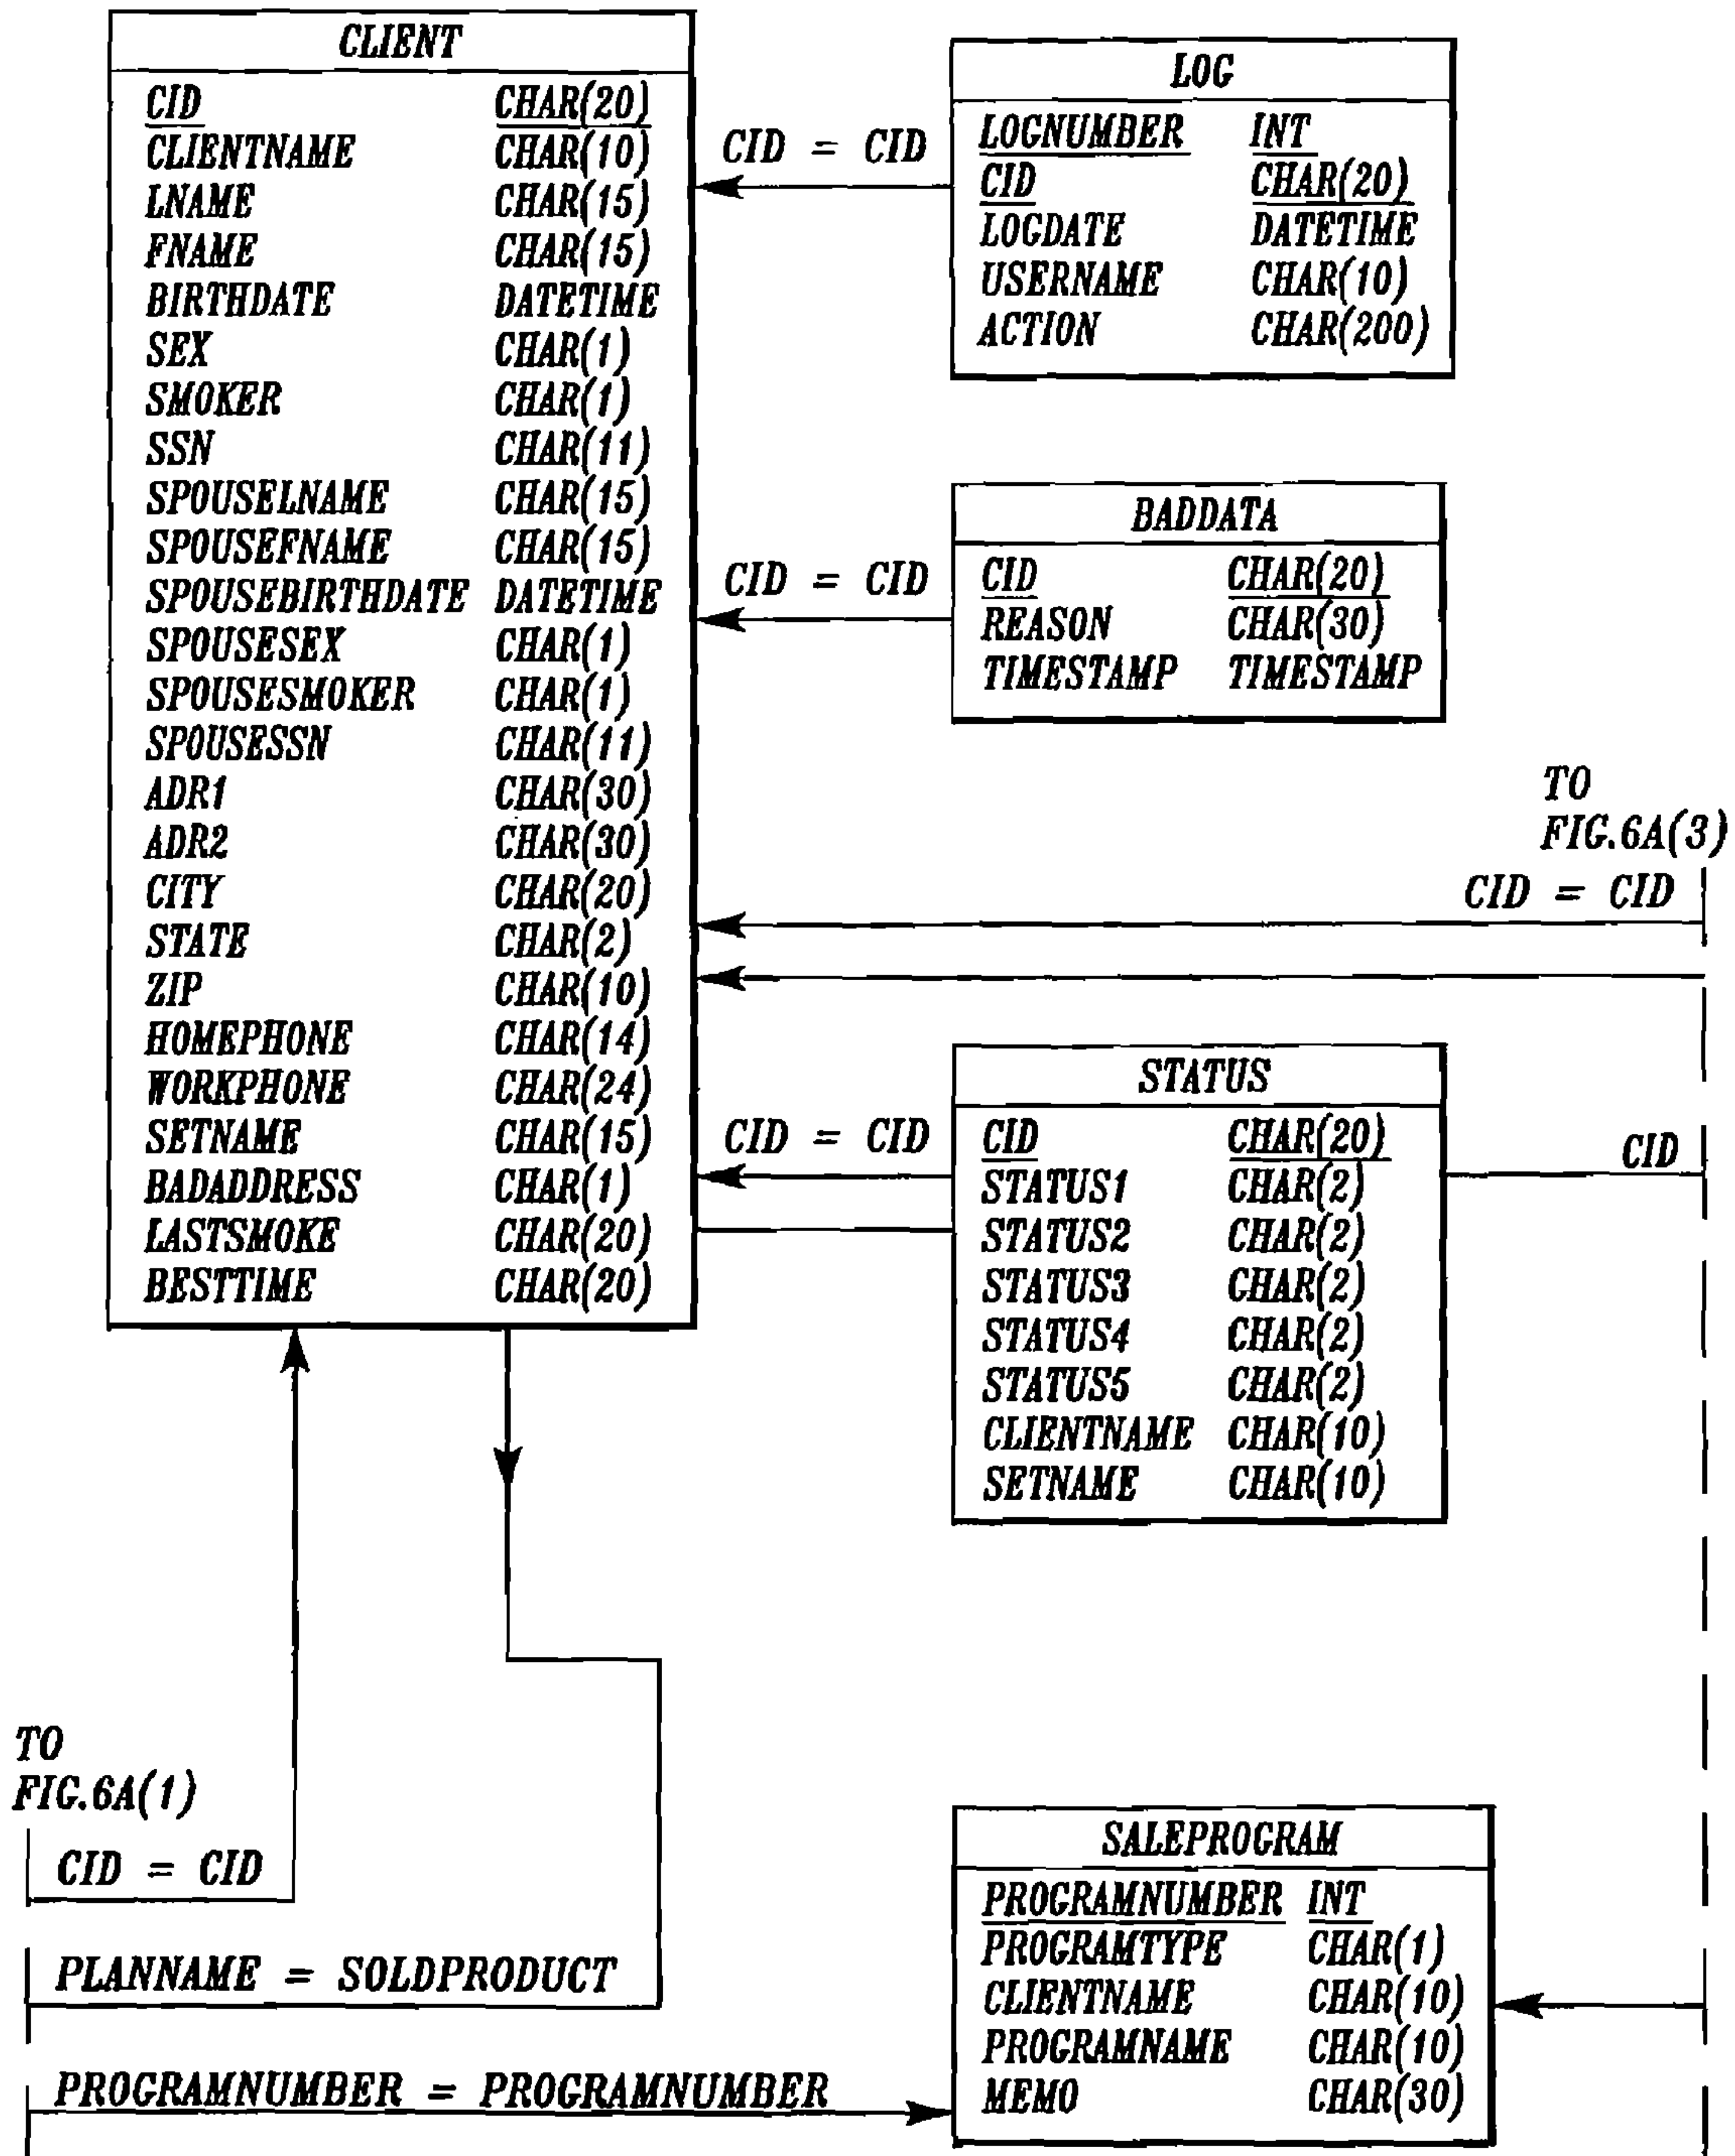 CLIENT
CID CHAR(20)
CLIENTNAME CHAR(10)
LNAME CHAR(15)
FNAME CHAR(15)
BIRTHDATE DATETIME
SEX CHAR(1)
SMOKER CHAR(1)
SSN CHAR(11)
SPOUSELNAME CHAR(15)
SPOUSEFNAME CHAR(15)
SPOUSEBIRTHDATE DATETIME
SPOUSESEX CHAR(1)
SPOUSESMOKER CHAR(1)
SPOUSESSN CHAR(11)
ADR1 CHAR(30)
ADR2 CHAR(30)
CITY CHAR(20)
STATE CHAR(2)
ZIP CHAR(10)
HOMEPHONE CHAR(14)
WORKPHONE CHAR(24)
SETNAME CHAR(15)
BADADDRESS CHAR(1)
LASTSMOKE CHAR(20)
BESTTIME CHAR(20)
CID = CID
LOG
LOGNUMBER INT
CID CHAR(20)
LOGDATE DATETIME
USERNAME CHAR(10)
ACTION CHAR(200)
CID = CID
BADDATA
CID CHAR(20)
REASON CHAR(30)
TIMESTAMP TIMESTAMP
TO
FIG.6A(3)
CID = CID
CID = CID
STATUS
CID CHAR(20)
STATUS1 CHAR(2)
STATUS2 CHAR(2)
STATUS3 CHAR(2)
STATUS4 CHAR(2)
STATUS5 CHAR(2)
CLIENTNAME CHAR(10)
SETNAME CHAR(10)
CID
TO
FIG.6A(1)
CID = CID
PLANNAME = SOLDPRODUCT
PROGRAMNUMBER = PROGRAMNUMBER
SALEPROGRAM
PROGRAMNUMBER INT
PROGRAMTYPE CHAR(1)
CLIENTNAME CHAR(10)
PROGRAMNAME CHAR(10)
MEMO CHAR(30)